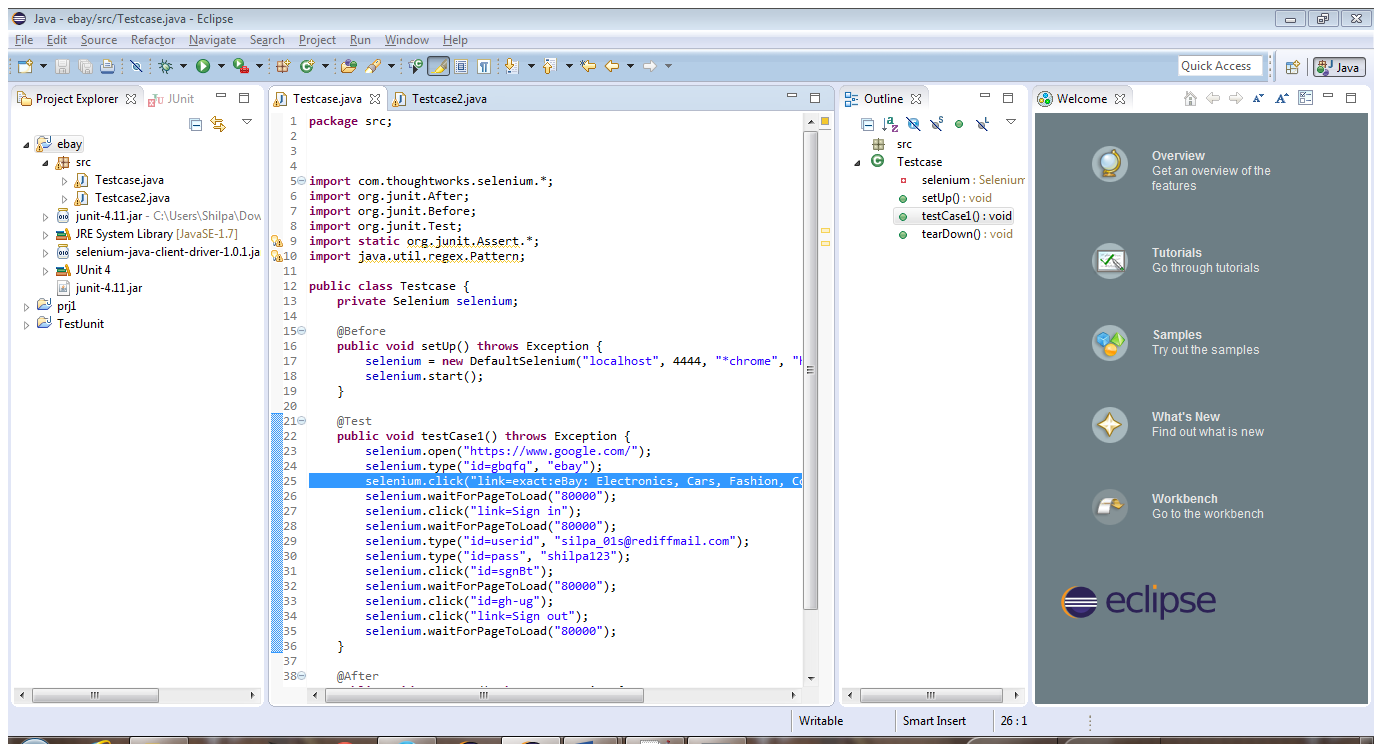 Java - ebay/src/Testcase.java - Eclipse
File Edit Source Refactor Navigate Search Project Run Window Help
Quick Access
Java
Project Explorer
JUnit
ebay
src
Testcase.java
Testcase2.java
junit-4.11.jar - C:\Users\Shilpa\Dow
JRE System Library [JavaSE-1.7]
selenium-java-client-driver-1.0.1.ja
JUnit 4
junit-4.11.jar
prj1
TestJunit
Testcase.java
Testcase2.java
1 package src;
2
3
4
5 import com.thoughtworks.selenium.*;
6 import org.junit.After;
7 import org.junit.Before;
8 import org.junit.Test;
9 import static org.junit.Assert.*;
10 import java.util.regex.Pattern;
11
12 public class Testcase {
13 private Selenium selenium;
14
15 @Before
16 public void setUp() throws Exception {
17 selenium = new DefaultSelenium("localhost", 4444, "*chrome", "h
18 selenium.start();
19 }
20
21 @Test
22 public void testCase1() throws Exception {
23 selenium.open("https://www.google.com/");
24 selenium.type("id=gbqfq", "ebay");
25 selenium.click("link=exact:eBay: Electronics, Cars, Fashion, Co
26 selenium.waitForPageToLoad("80000");
27 selenium.click("link=Sign in");
28 selenium.waitForPageToLoad("80000");
29 selenium.type("id=userid", "silpa_01s@rediffmail.com");
30 selenium.type("id=pass", "shilpa123");
31 selenium.click("id=sgnBt");
32 selenium.waitForPageToLoad("80000");
33 selenium.click("id=gh-ug");
34 selenium.click("link=Sign out");
35 selenium.waitForPageToLoad("80000");
36 }
37
38 @After
Outline
src
Testcase
selenium : Selenium
setUp() : void
testCase1() : void
tearDown() : void
Welcome
Overview
Get an overview of the
features
Tutorials
Go through tutorials
Samples
Try out the samples
What's New
Find out what is new
Workbench
Go to the workbench
eclipse
Writable
Smart Insert
26 : 1